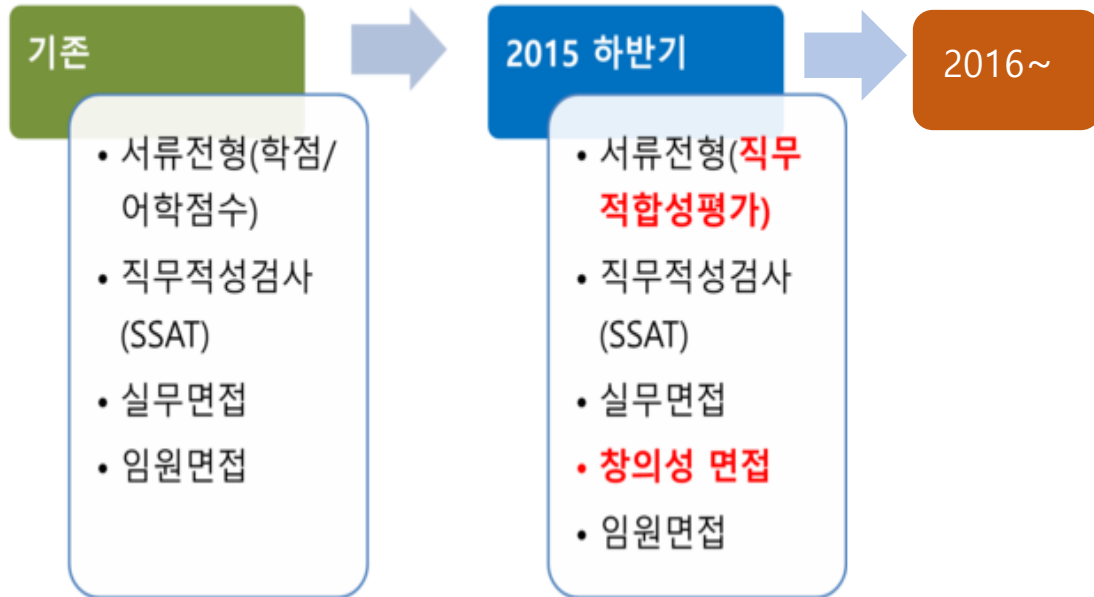 기존
• 서류전형(학점/
어학점수)
• 직무적성검사
(SSAT)
• 실무면접
• 임원면접
2015 하반기
• 서류전형(직무
적합성평가)
• 직무적성검사
(SSAT)
• 실무면접
• 창의성 면접
• 임원면접
2016~